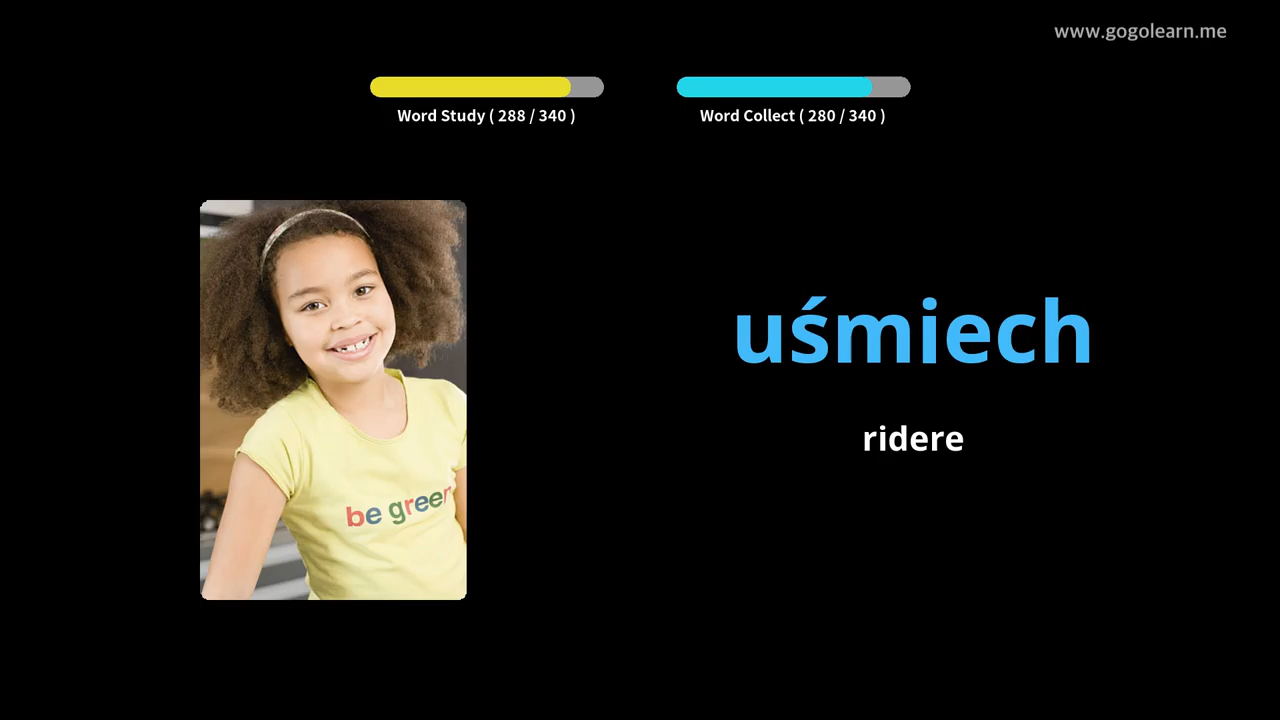 www.gogolearn.me
Word Study ( 288 / 340 )
Word Collect ( 280 / 340 )
uśmiech
ridere
be green